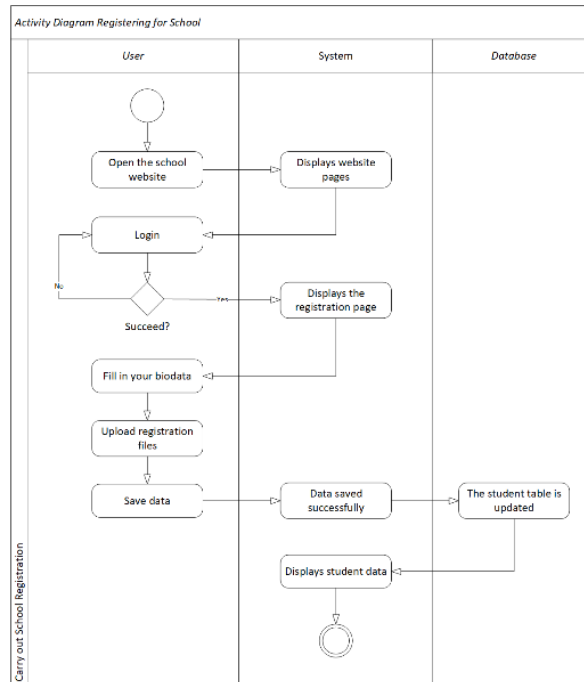 Activity Diagram Registering for School
User
System
Database
Open the school
website
Displays website
pages
Login
No
Yes
Succeed?
Displays the
registration page
Fill in your biodata
Upload registration
files
Save data
Data saved
successfully
The student table is
updated
Displays student data
Carry out School Registration